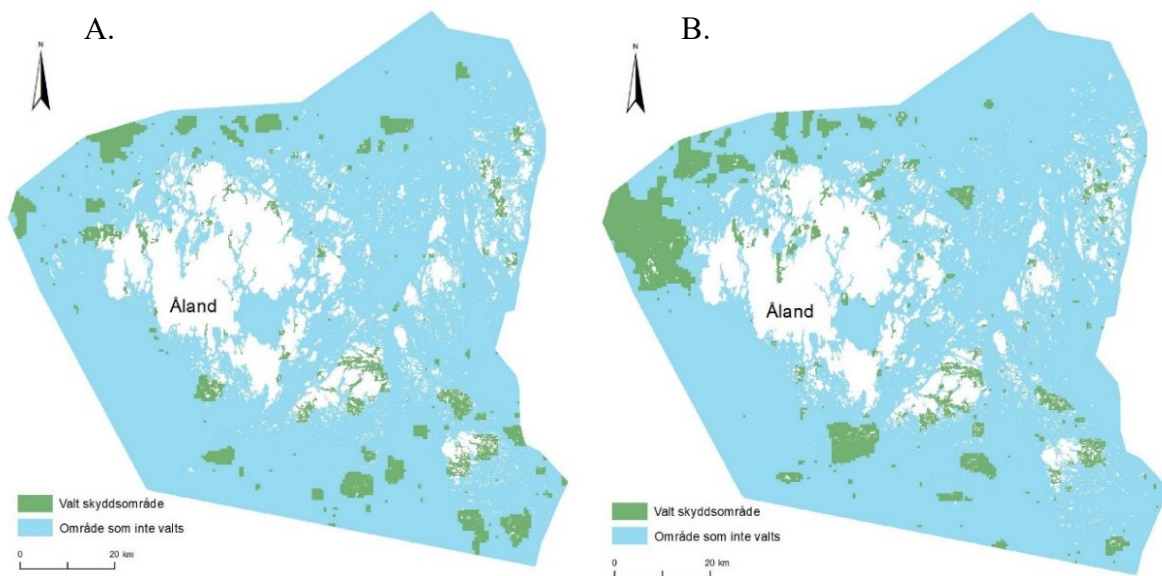 A.
N
Åland
Valt skyddsområde
Område som inte valts
0 20 km
B.
N
Åland
Valt skyddsområde
Område som inte valts
0 20 km